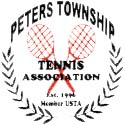 PETERS TOWNSHIP
TENNIS
ASSOCIATION
Est. 1996
Member USTA